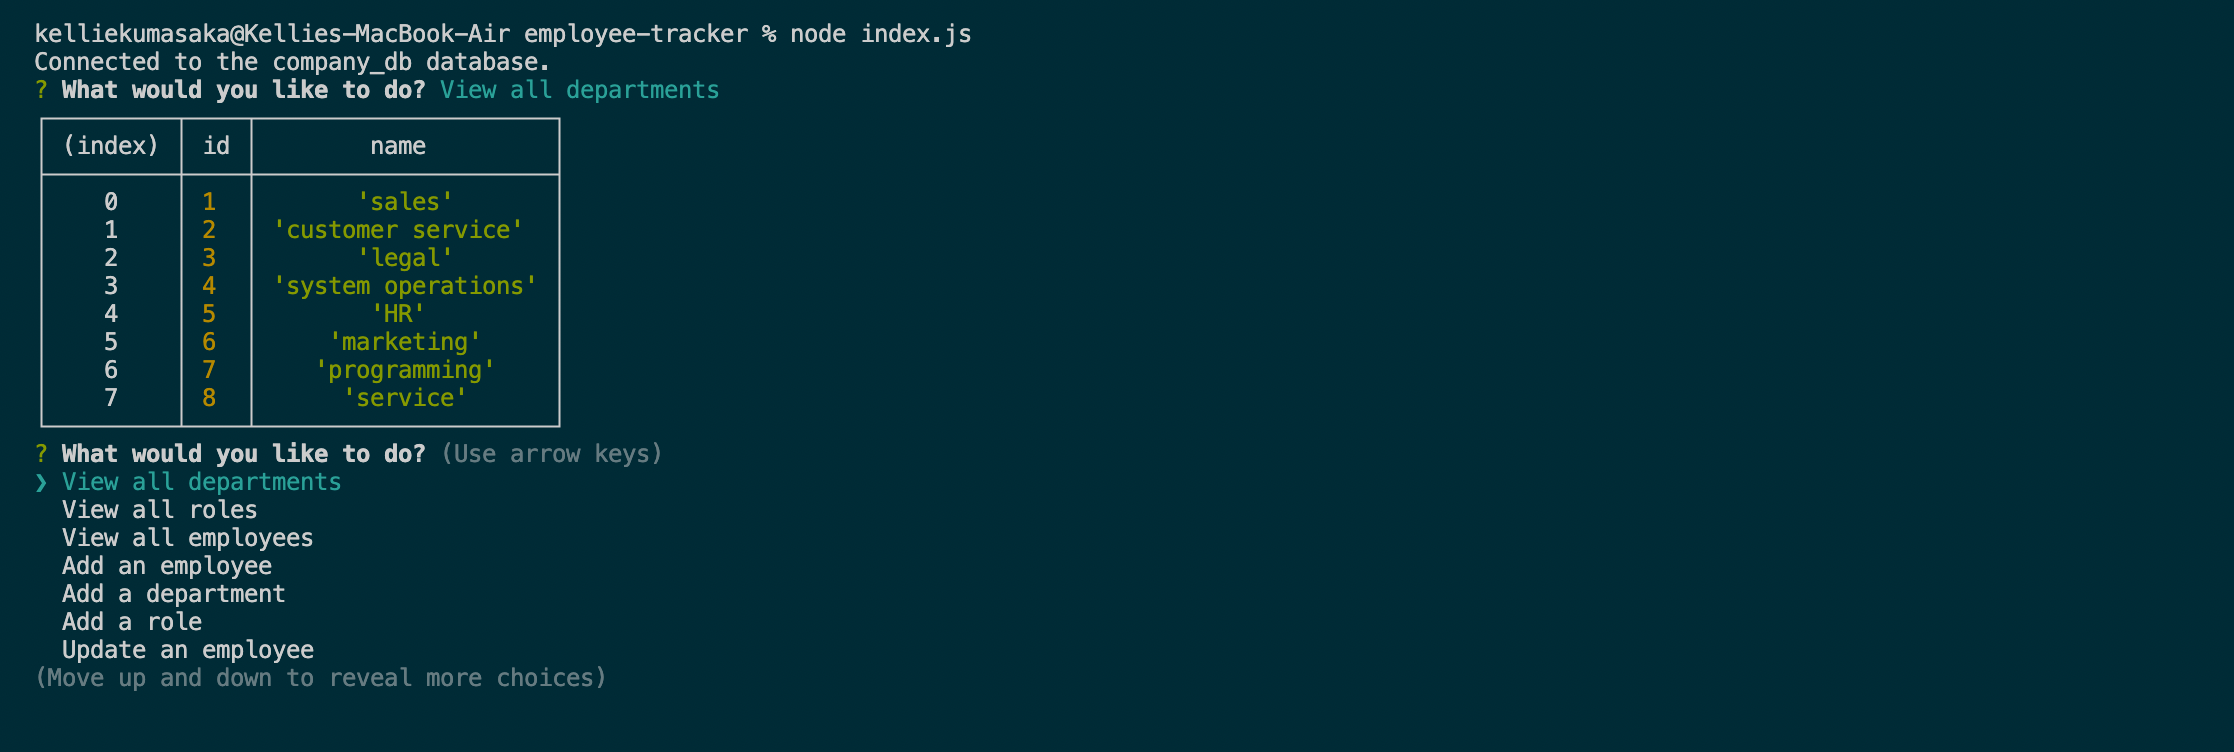 kelliekumasaka@Kellies-MacBook-Air employee-tracker % node index.js
Connected to the company_db database.
? What would you like to do? View all departments
(index) id name
0 1 'sales'
1 2 'customer service'
2 3 'legal'
3 4 'system operations'
4 5 'HR'
5 6 'marketing'
6 7 'programming'
7 8 'service'
? What would you like to do? (Use arrow keys)
❯ View all departments
View all roles
View all employees
Add an employee
Add a department
Add a role
Update an employee
(Move up and down to reveal more choices)